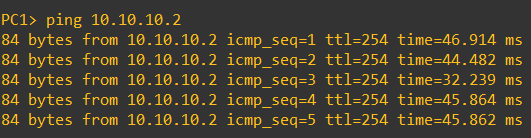 PC1> ping 10.10.10.2
84 bytes from 10.10.10.2 icmp_seq=1 ttl=254 time=46.914 ms
84 bytes from 10.10.10.2 icmp_seq=2 ttl=254 time=44.482 ms
84 bytes from 10.10.10.2 icmp_seq=3 ttl=254 time=32.239 ms
84 bytes from 10.10.10.2 icmp_seq=4 ttl=254 time=45.864 ms
84 bytes from 10.10.10.2 icmp_seq=5 ttl=254 time=45.862 ms